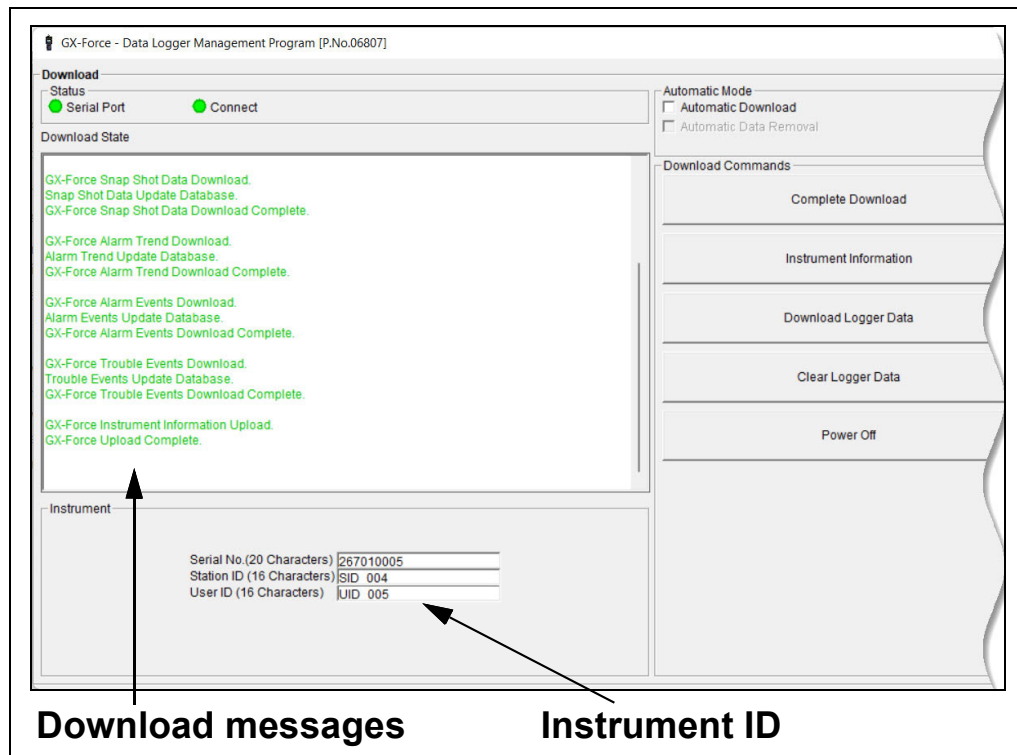 GX-Force - Data Logger Management Program [P.No.06807]
Download
Status
Serial Port Connect
Download State
GX-Force Snap Shot Data Download.
Snap Shot Data Update Database.
GX-Force Snap Shot Data Download Complete.
GX-Force Alarm Trend Download.
Alarm Trend Update Database.
GX-Force Alarm Trend Download Complete.
GX-Force Alarm Events Download.
Alarm Events Update Database.
GX-Force Alarm Events Download Complete.
GX-Force Trouble Events Download.
Trouble Events Update Database.
GX-Force Trouble Events Download Complete.
GX-Force Instrument Information Upload.
GX-Force Upload Complete.
Automatic Mode
Automatic Download
Automatic Data Removal
Download Commands
Complete Download
Instrument Information
Download Logger Data
Clear Logger Data
Power Off
Instrument
Serial No.(20 Characters) 267010005
Station ID (16 Characters) SID 004
User ID (16 Characters) UID 005
Download messages Instrument ID